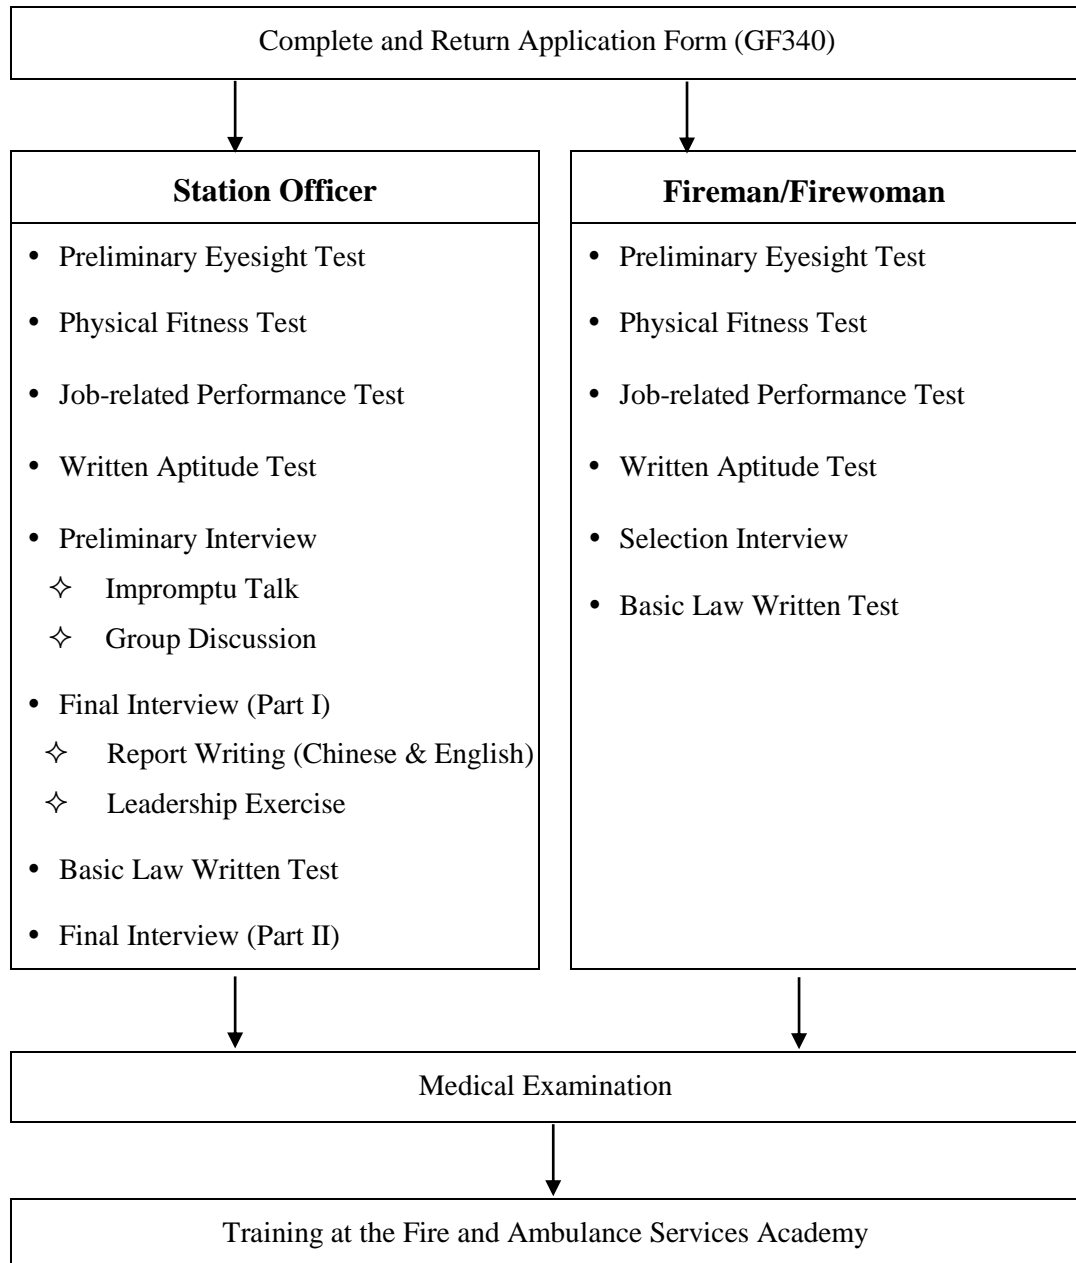 Complete and Return Application Form (GF340)
Station Officer
• Preliminary Eyesight Test
• Physical Fitness Test
• Job-related Performance Test
• Written Aptitude Test
• Preliminary Interview
✧ Impromptu Talk
✧ Group Discussion
• Final Interview (Part I)
✧ Report Writing (Chinese & English)
✧ Leadership Exercise
• Basic Law Written Test
• Final Interview (Part II)
Fireman/Firewoman
• Preliminary Eyesight Test
• Physical Fitness Test
• Job-related Performance Test
• Written Aptitude Test
• Selection Interview
• Basic Law Written Test
Medical Examination
Training at the Fire and Ambulance Services Academy